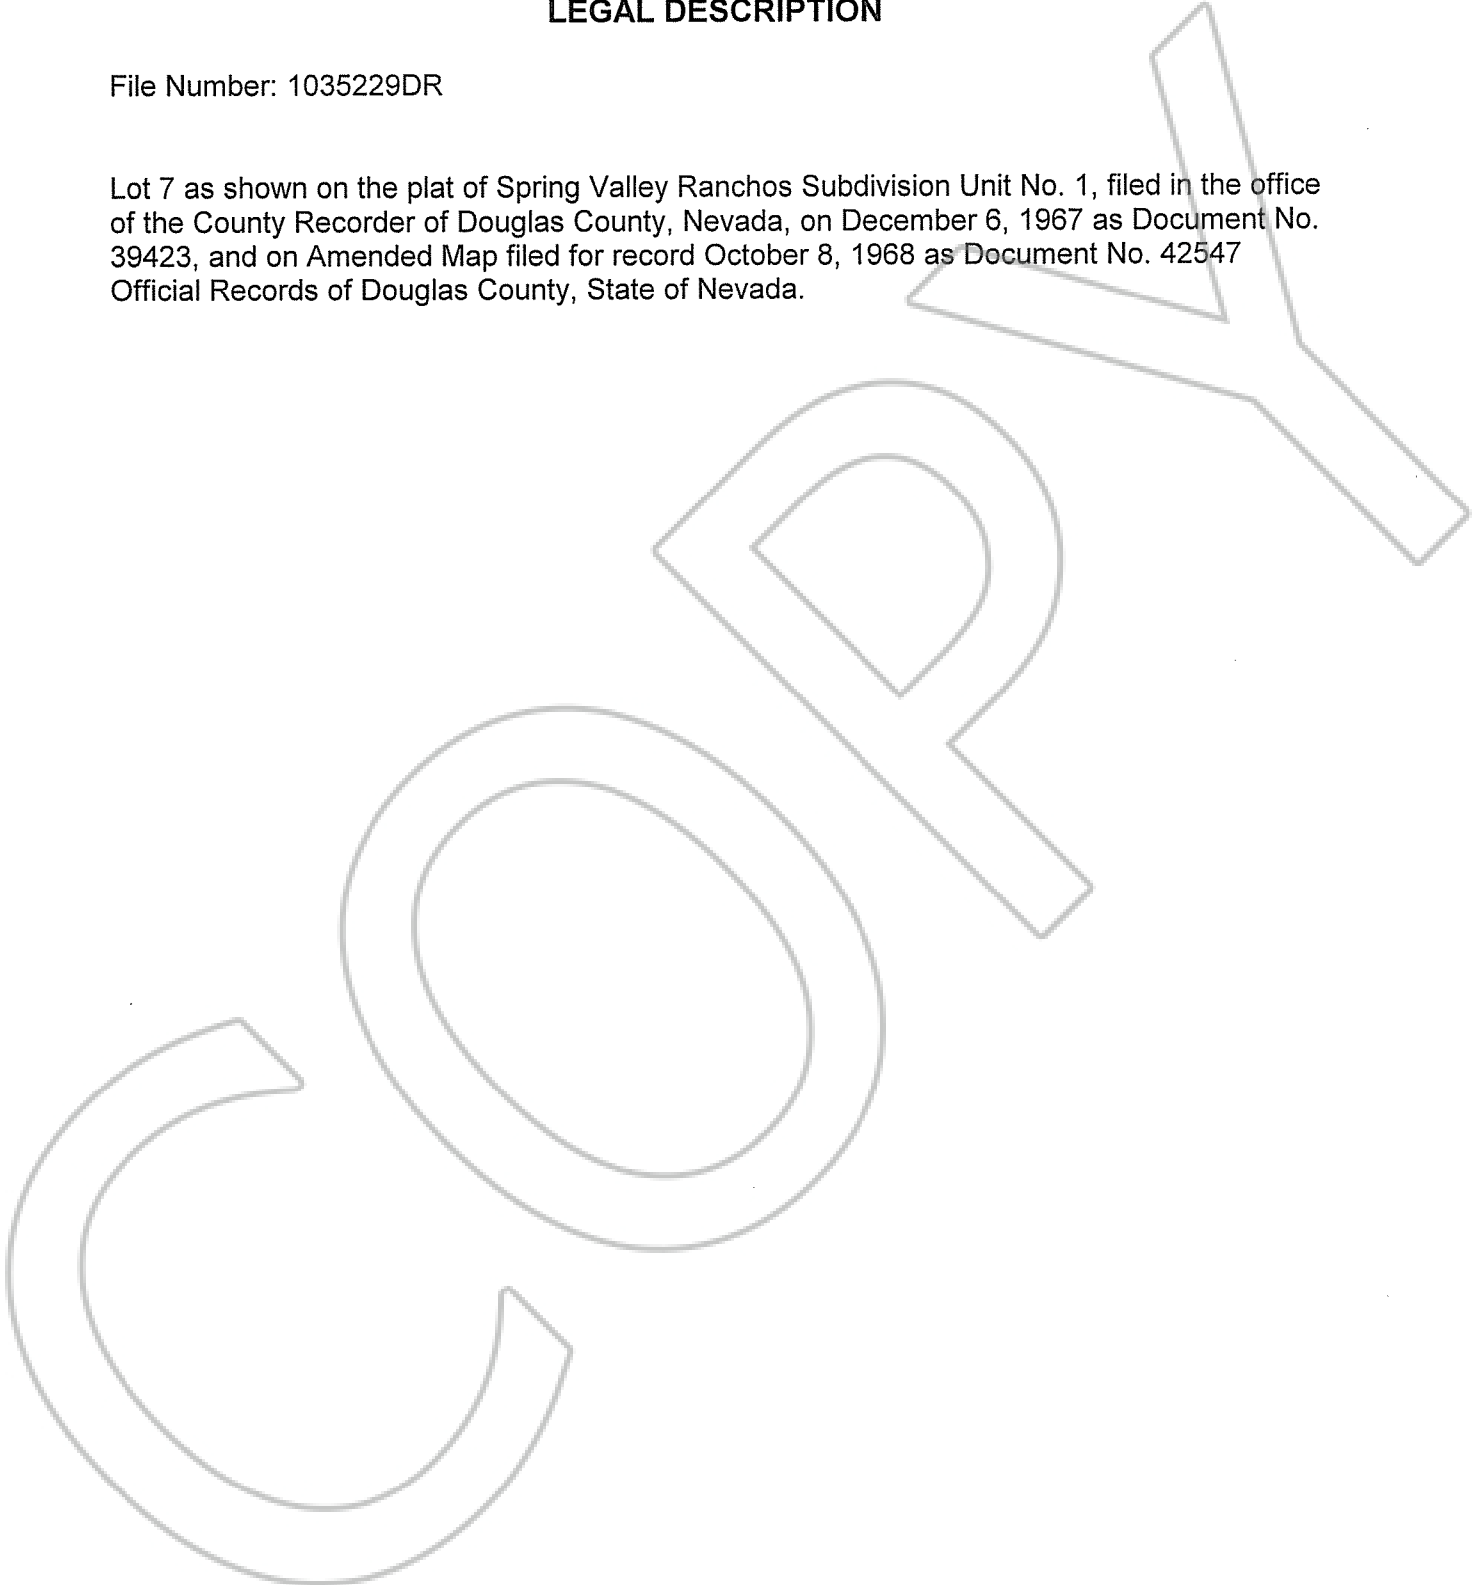 LEGAL DESCRIPTION
File Number: 1035229DR
Lot 7 as shown on the plat of Spring Valley Ranchos Subdivision Unit No. 1, filed in the office
of the County Recorder of Douglas County, Nevada, on December 6, 1967 as Document No.
39423, and on Amended Map filed for record October 8, 1968 as Document No. 42547
Official Records of Douglas County, State of Nevada.
COPY